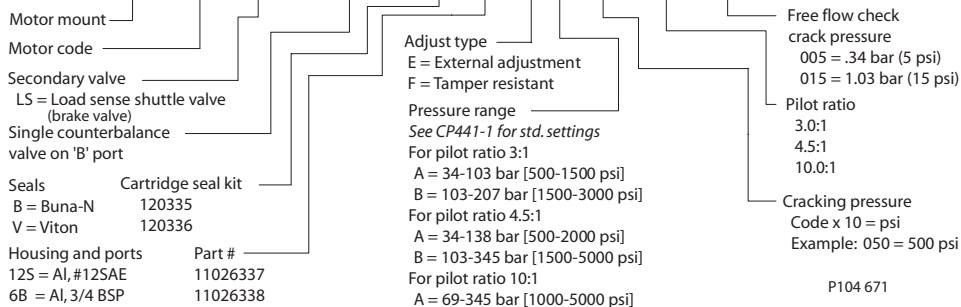 Motor mount
Motor code
Secondary valve
LS = Load sense shuttle valve
(brake valve)
Single counterbalance
valve on 'B' port
Seals Cartridge seal kit
B = Buna-N 120335
V = Viton 120336
Housing and ports Part #
12S = Al, #12SAE 11026337
6B = Al, 3/4 BSP 11026338
Adjust type
E = External adjustment
F = Tamper resistant
Pressure range
See CP441-1 for std. settings
For pilot ratio 3:1
A = 34-103 bar [500-1500 psi]
B = 103-207 bar [1500-3000 psi]
For pilot ratio 4.5:1
A = 34-138 bar [500-2000 psi]
B = 103-345 bar [1500-5000 psi]
For pilot ratio 10:1
A = 69-345 bar [1000-5000 psi]
Free flow check
crack pressure
005 = .34 bar (5 psi)
015 = 1.03 bar (15 psi)
Pilot ratio
3.0:1
4.5:1
10.0:1
Cracking pressure
Code x 10 = psi
Example: 050 = 500 psi
P104 671